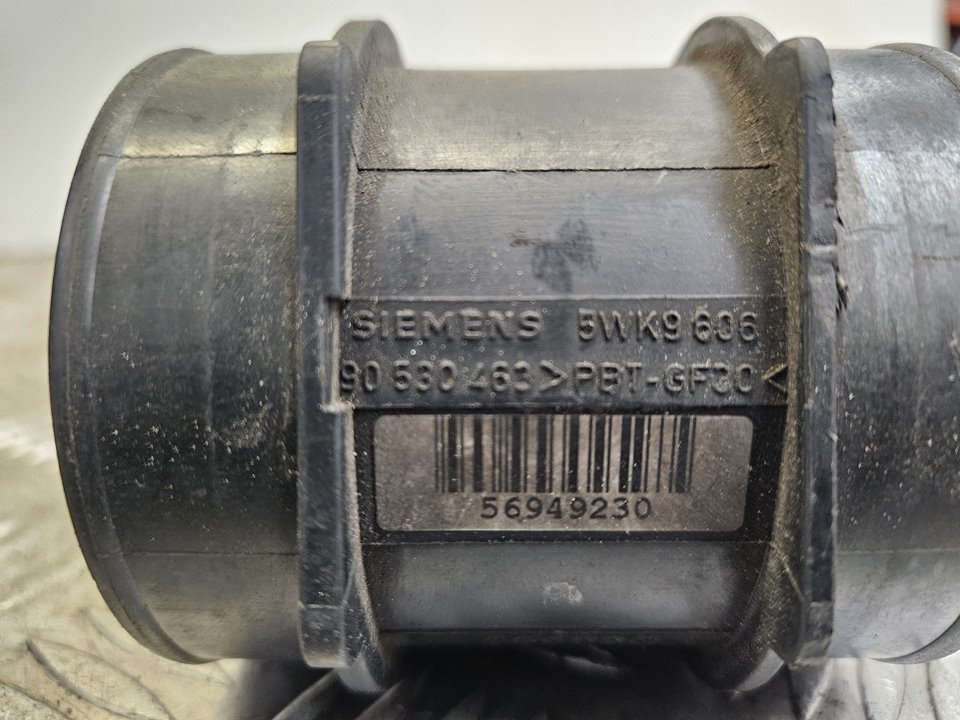 SIEMENS 5WK9 606
90 530 463 >PBT-GF30<
56949230